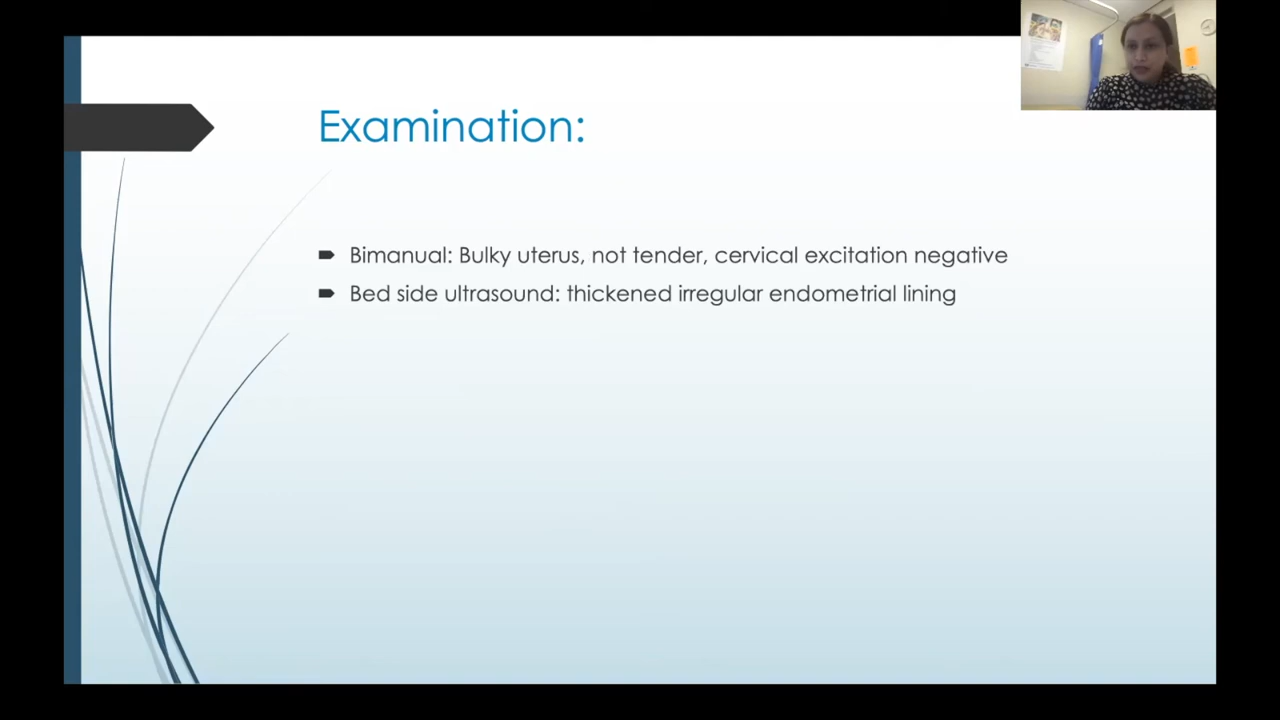 Examination:
Bimanual: Bulky uterus, not tender, cervical excitation negative
Bed side ultrasound: thickened irregular endometrial lining